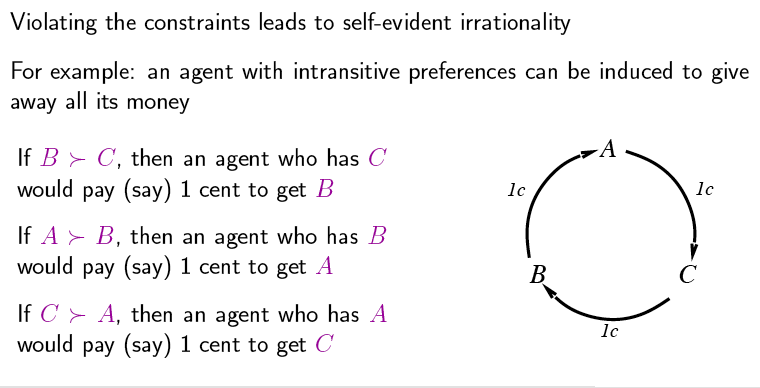 Violating the constraints leads to self-evident irrationality
For example: an agent with intransitive preferences can be induced to give
away all its money
If B ≻ C, then an agent who has C
would pay (say) 1 cent to get B
If A ≻ B, then an agent who has B
would pay (say) 1 cent to get A
If C ≻ A, then an agent who has A
would pay (say) 1 cent to get C
A
1c
1c
B
C
1c